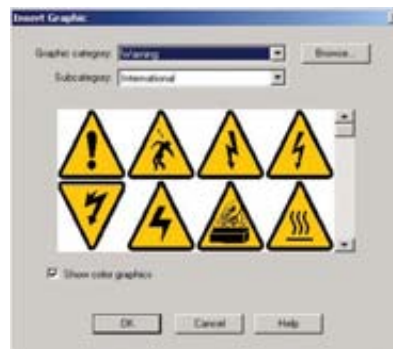 Insert Graphic
Graphic category: Warning
Browse...
Subcategory: International
Show color graphics
OK Cancel Help